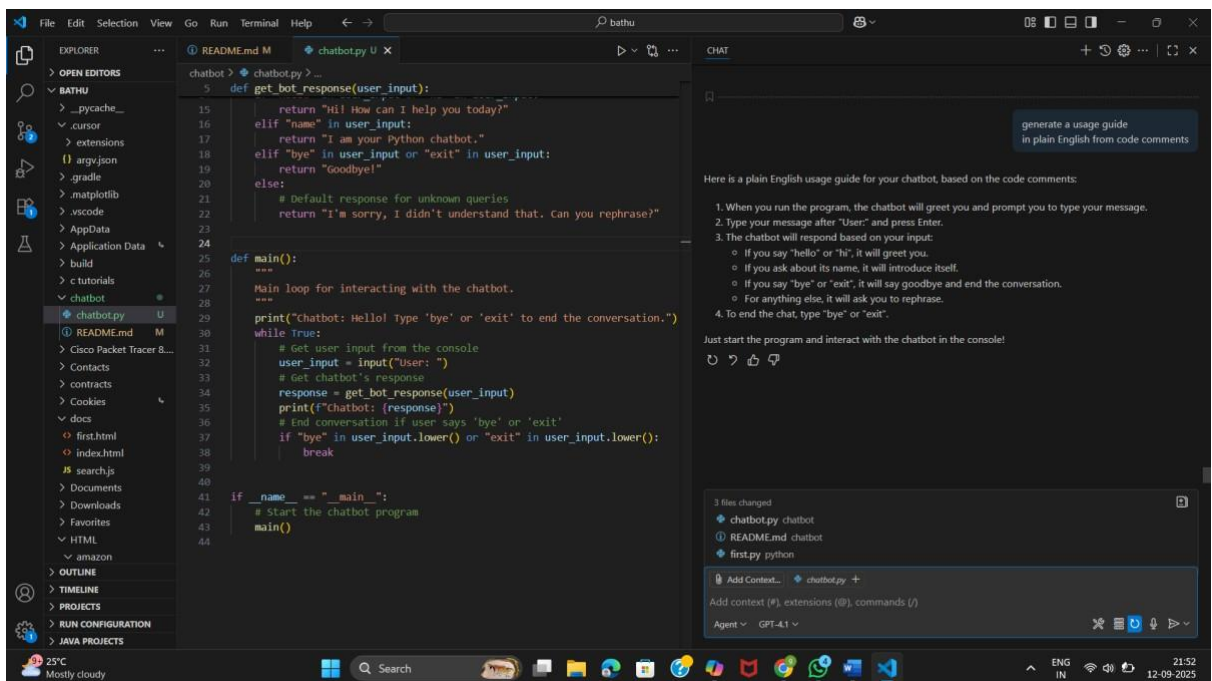 File Edit Selection View Go Run Terminal Help
bathu
EXPLORER
OPEN EDITORS
BATHU
__pycache__
.cursor
extensions
{} argv.json
.gradle
.matplotlib
.vscode
AppData
Application Data
build
c tutorials
chatbot
chatbot.py U
README.md M
Cisco Packet Tracer 8....
Contacts
contracts
Cookies
docs
first.html
index.html
JS search.js
Documents
Downloads
Favorites
HTML
amazon
OUTLINE
TIMELINE
PROJECTS
RUN CONFIGURATION
JAVA PROJECTS
README.md M chatbot.py U
chatbot > chatbot.py > ...
5 def get_bot_response(user_input):
15 return "Hi! How can I help you today?"
16 elif "name" in user_input:
17 return "I am your Python chatbot."
18 elif "bye" in user_input or "exit" in user_input:
19 return "Goodbye!"
20 else:
21 # Default response for unknown queries
22 return "I'm sorry, I didn't understand that. Can you rephrase?"
23
24
25 def main():
26 """
27 Main loop for interacting with the chatbot.
28 """
29 print("Chatbot: Hello! Type 'bye' or 'exit' to end the conversation.")
30 while True:
31 # Get user input from the console
32 user_input = input("User: ")
33 # Get chatbot's response
34 response = get_bot_response(user_input)
35 print(f"Chatbot: {response}")
36 # End conversation if user says 'bye' or 'exit'
37 if "bye" in user_input.lower() or "exit" in user_input.lower():
38 break
39
40
41 if __name__ == "__main__":
42 # Start the chatbot program
43 main()
44
CHAT
generate a usage guide
in plain English from code comments
Here is a plain English usage guide for your chatbot, based on the code comments:
1. When you run the program, the chatbot will greet you and prompt you to type your message.
2. Type your message after "User:" and press Enter.
3. The chatbot will respond based on your input:
If you say "hello" or "hi", it will greet you.
If you ask about its name, it will introduce itself.
If you say "bye" or "exit", it will say goodbye and end the conversation.
For anything else, it will ask you to rephrase.
4. To end the chat, type "bye" or "exit".
Just start the program and interact with the chatbot in the console!
3 files changed
chatbot.py chatbot
README.md chatbot
first.py python
Add Context... chatbot.py +
Add context (#), extensions (@), commands (/)
Agent GPT-4.1
25°C
Mostly cloudy
Search
ENG
IN
21:52
12-09-2025